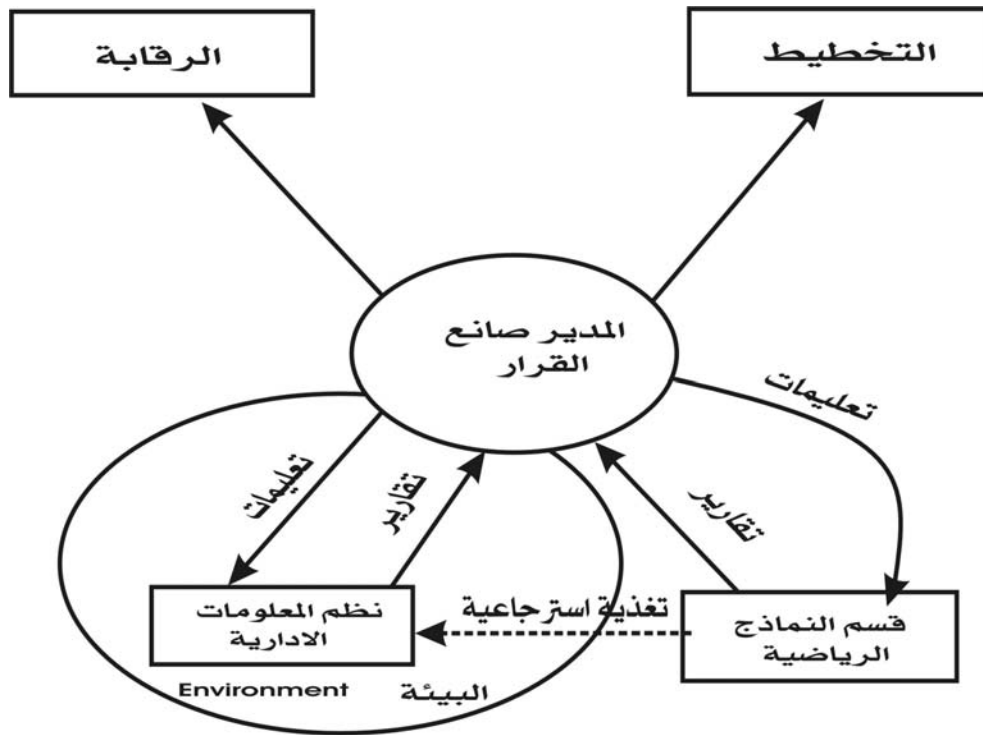 التخطيط
الرقابة
المدير صانع
القرار
تعليمات
تقارير
تعليمات
تقارير
تغذية استرجاعية
قسم النماذج
الرياضية
نظم المعلومات
الادارية
البيئة
Environment